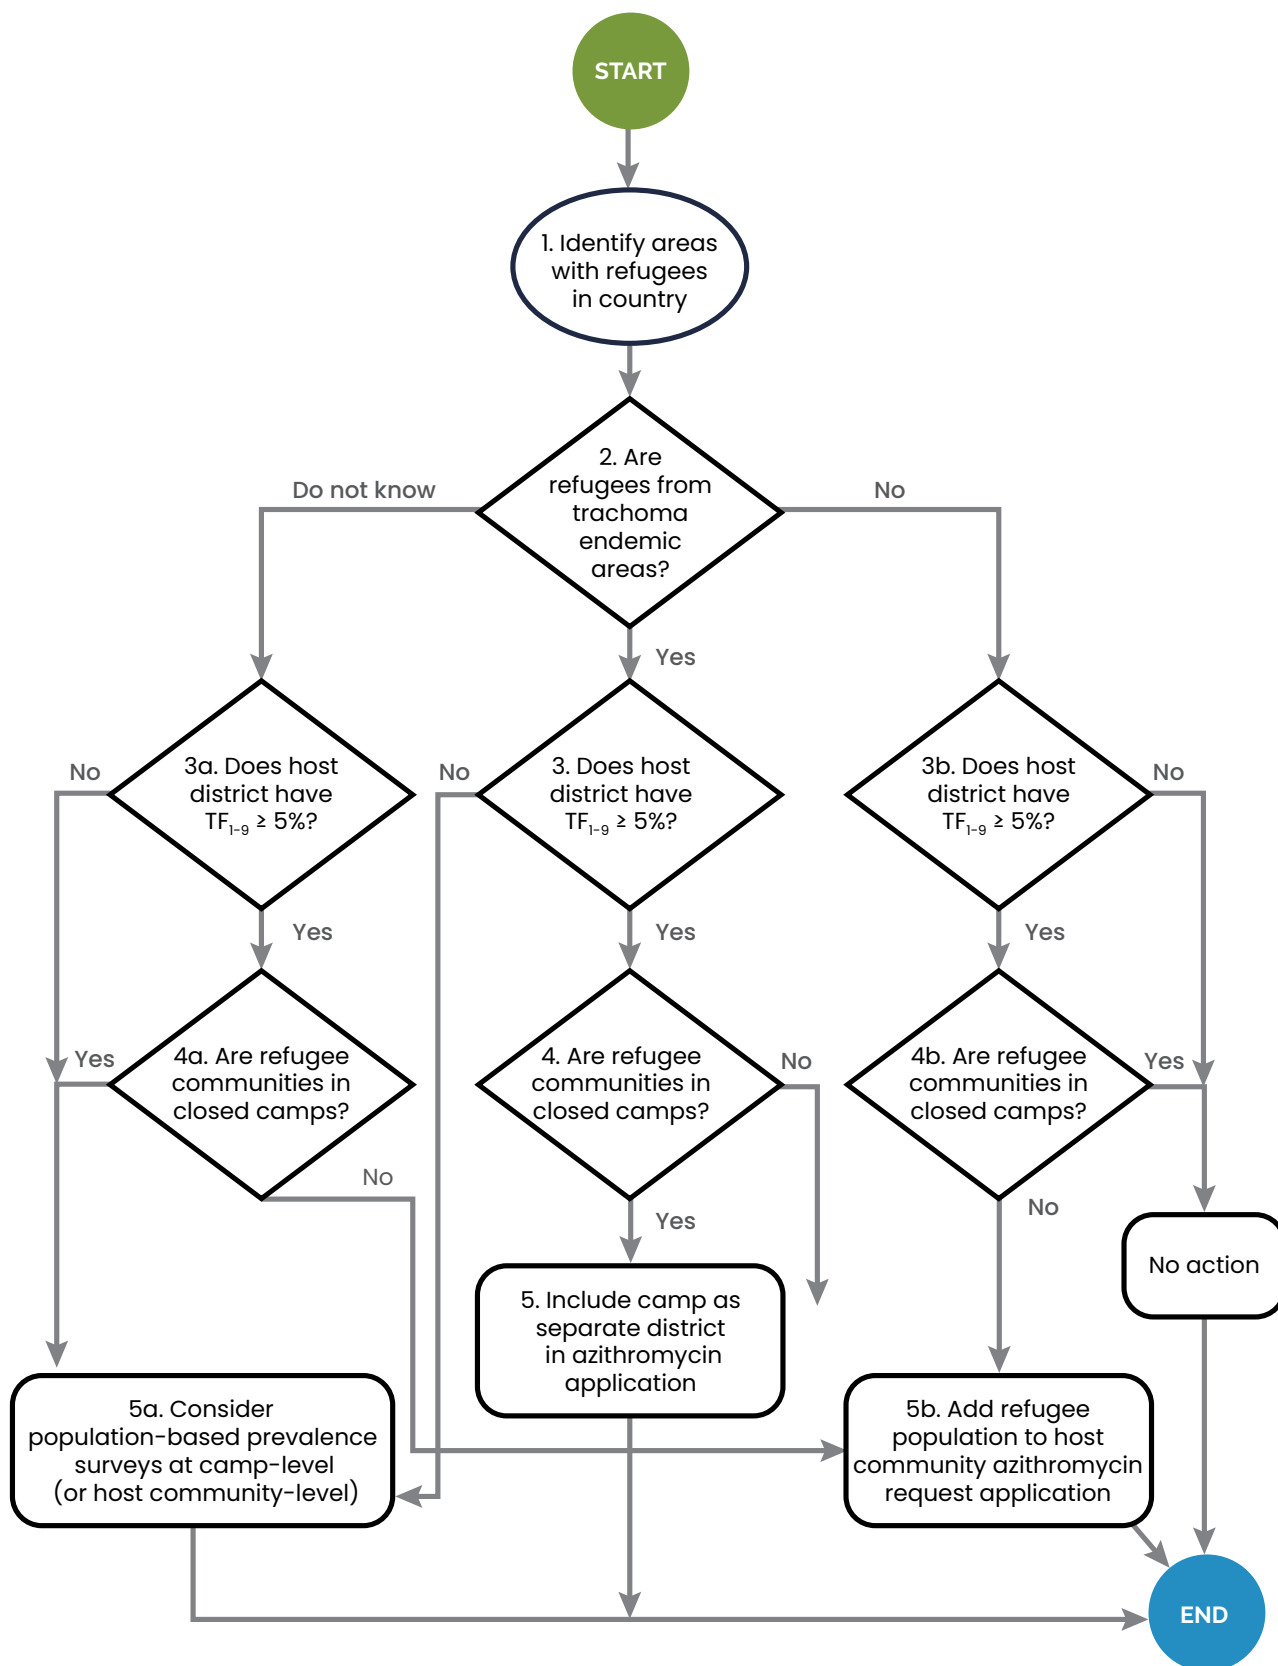 START
1. Identify areas
with refugees
in country
2. Are
refugees from
trachoma
endemic
areas?
Do not know
No
Yes
3a. Does host
district have
TF₁₋₉ ≥ 5%?
No
Yes
3. Does host
district have
TF₁₋₉ ≥ 5%?
No
Yes
3b. Does host
district have
TF₁₋₉ ≥ 5%?
No
Yes
4a. Are refugee
communities in
closed camps?
Yes
No
4. Are refugee
communities in
closed camps?
No
Yes
4b. Are refugee
communities in
closed camps?
Yes
No
No action
5. Include camp as
separate district
in azithromycin
application
5a. Consider
population-based prevalence
surveys at camp-level
(or host community-level)
5b. Add refugee
population to host
community azithromycin
request application
END